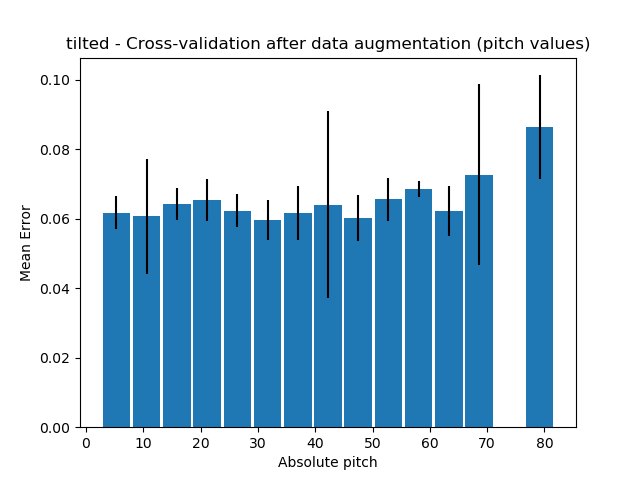 tilted - Cross-validation after data augmentation (pitch values)
0.10
0.08
0.06
0.04
0.02
0.00
Mean Error
0 10 20 30 40 50 60 70 80
Absolute pitch